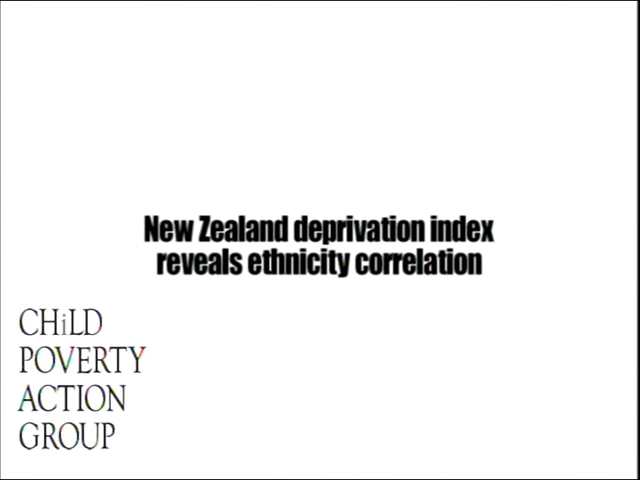 New Zealand deprivation index
reveals ethnicity correlation
CHiLD
POVERTY
ACTION
GROUP